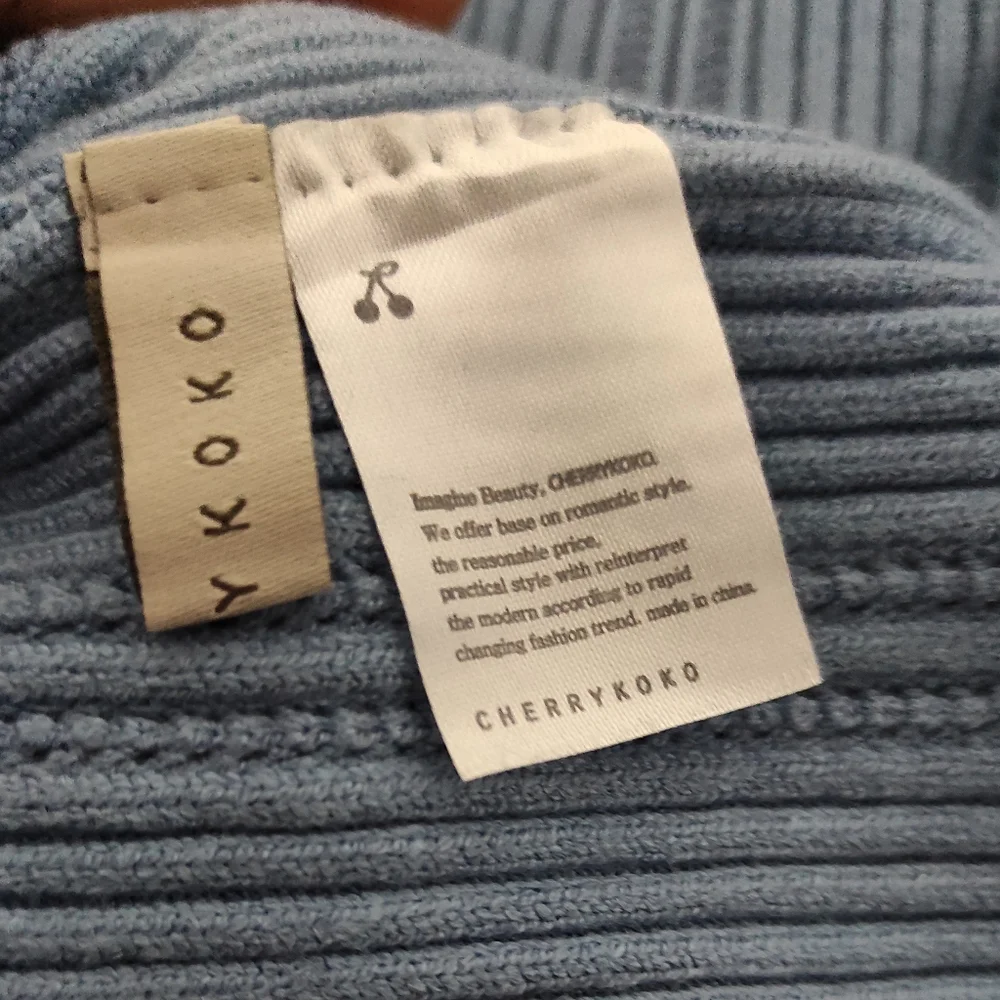 Y KOKO
Imagine Beauty, CHERRYKOKO.
We offer base on romantic style.
the reasonable price,
practical style with reinterpret
the modern according to rapid
changing fashion trend. made in china.
CHERRYKOKO